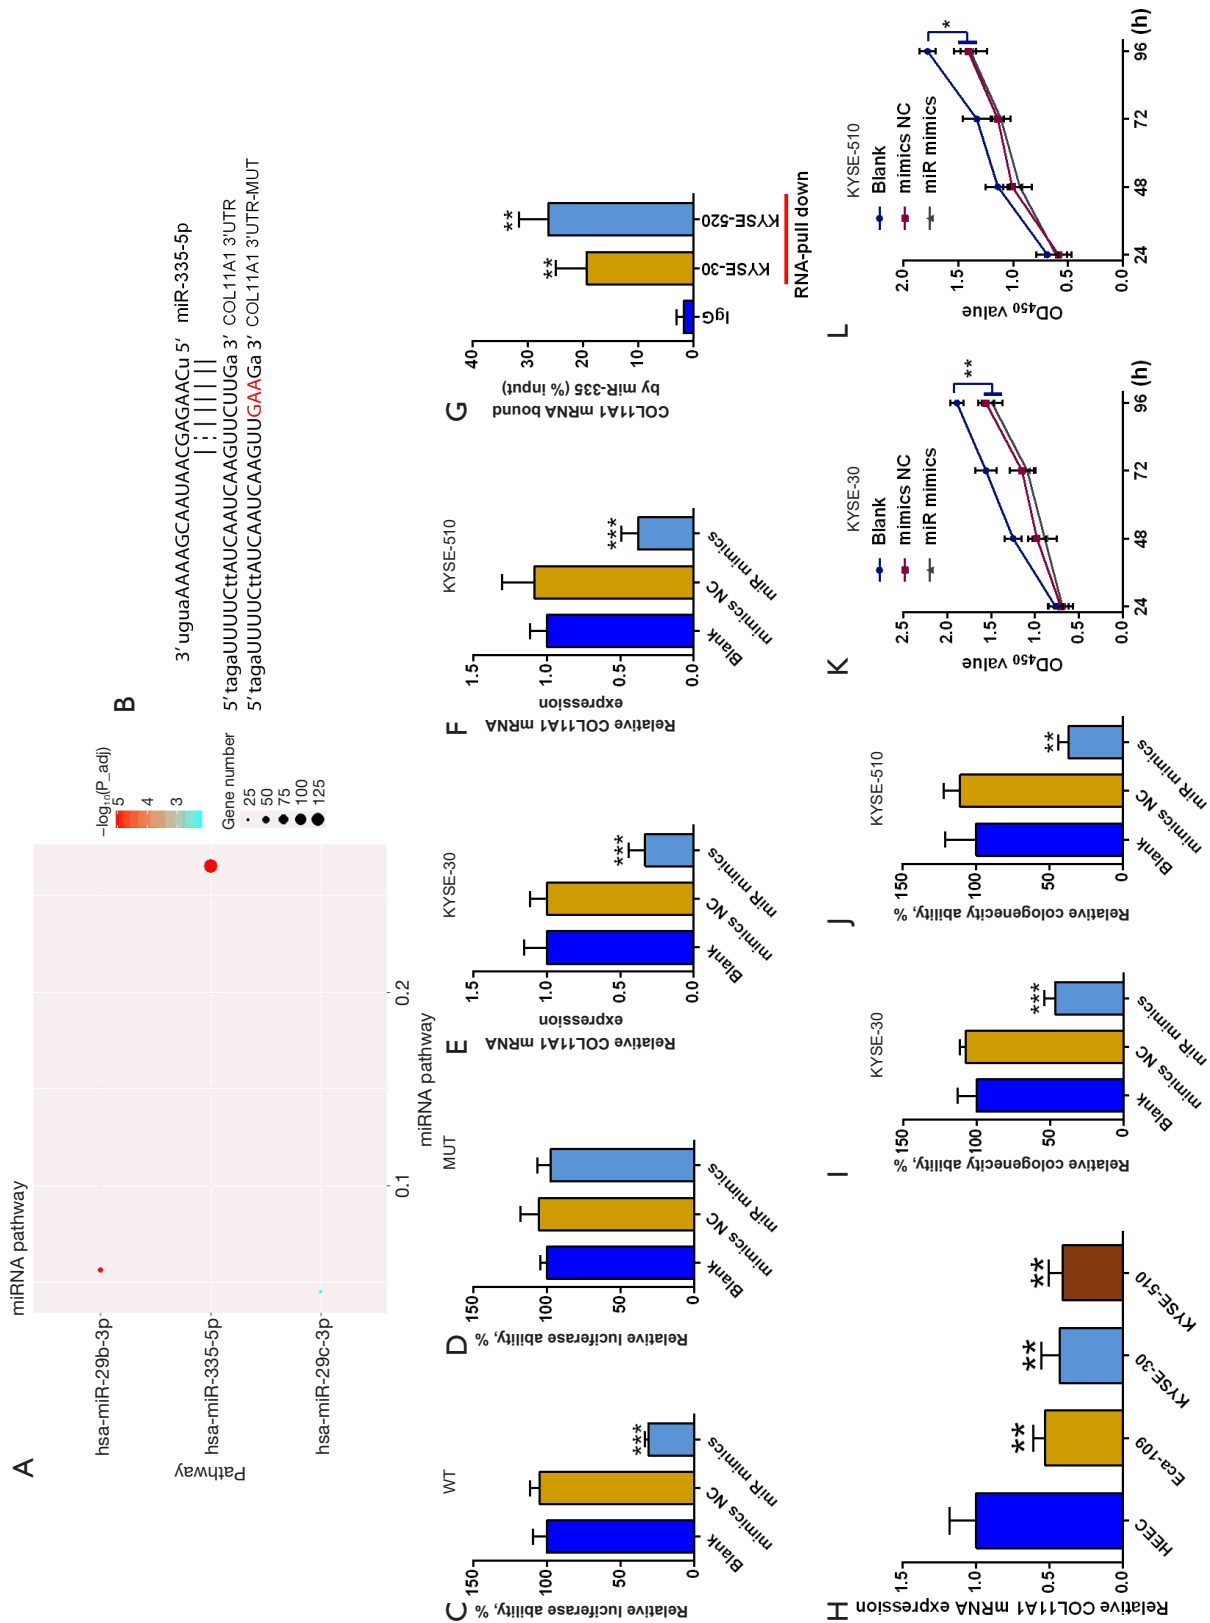 A
miRNA pathway
hsa-miR-29b-3p
hsa-miR-335-5p
hsa-miR-29c-3p
Pathway
0.1
0.2
miRNA pathway
−log₁₀(P_adj)
5
4
3
Gene number
25
50
75
100
125
B
3’ uguaAAAAGCAAUAACGAGAACu 5’ miR-335-5p
5’ tagaUUUUCttAUCAAUCAAGUUCUUGa 3’ COL11A1 3’UTR
5’ tagaUUUUCttAUCAAUCAAGUUGAAGa 3’ COL11A1 3’UTR-MUT
C
WT
Relative luciferase ability, %
150
100
50
0
***
Blank
mimics NC
miR mimics
D
MUT
Relative luciferase ability, %
150
100
50
0
Blank
mimics NC
miR mimics
E
KYSE-30
Relative COL11A1 mRNA
expression
1.5
1.0
0.5
0.0
***
Blank
mimics NC
miR mimics
F
KYSE-510
Relative COL11A1 mRNA
expression
1.5
1.0
0.5
0.0
***
Blank
mimics NC
miR mimics
G
COL11A1 mRNA bound
by miR-335 (% input)
40
30
20
10
0
**
**
IgG
KYSE-30
KYSE-520
RNA-pull down
H
Relative COL11A1 mRNA expression
1.5
1.0
0.5
0.0
**
**
**
HEEC
Eca-109
KYSE-30
KYSE-510
I
KYSE-30
Relative cologenecity ability, %
150
100
50
0
***
Blank
mimics NC
miR mimics
J
KYSE-510
Relative cologenecity ability, %
150
100
50
0
**
Blank
mimics NC
miR mimics
K
KYSE-30
OD₄₅₀ value
2.5
2.0
1.5
1.0
0.5
0.0
Blank
mimics NC
miR mimics
**
24
48
72
96
(h)
L
KYSE-510
OD₄₅₀ value
2.0
1.5
1.0
0.5
0.0
Blank
mimics NC
miR mimics
*
24
48
72
96
(h)